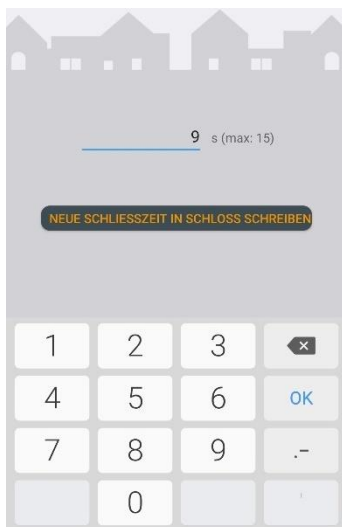 9 s (max: 15)
NEUE SCHLIESSZEIT IN SCHLOSS SCHREIBEN
1 2 3
4 5 6 OK
7 8 9 .-
0 '